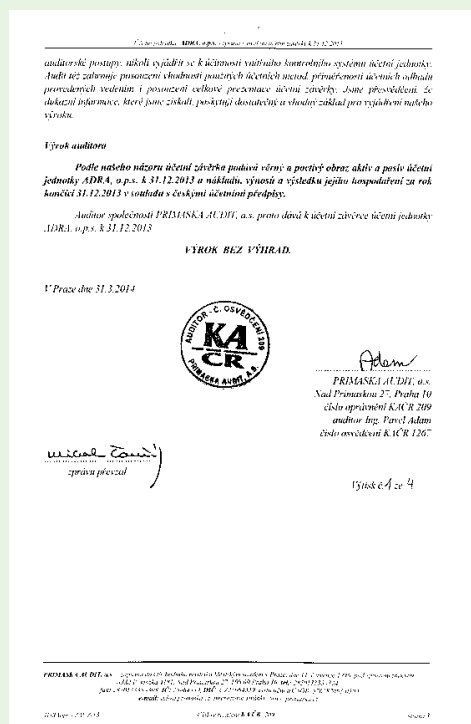 auditorské postupy, nikoli vyjádřit se k účinnosti vnitřního kontrolního systému účetní jednotky.
Audit též zahrnuje posouzení vhodnosti použitých účetních metod, přiměřenosti účetních odhadů
provedených vedením i posouzení celkové prezentace účetní závěrky. Jsme přesvědčeni, že
důkazní informace, které jsme získali, poskytují dostatečný a vhodný základ pro vyjádření našeho
výroku.
Výrok auditora
Podle našeho názoru účetní závěrka podává věrný a poctivý obraz aktiv a pasiv účetní
jednotky ADRA, o.p.s. k 31.12.2013 a nákladů, výnosů a výsledku jejího hospodaření za rok
končící 31.12.2013 v souladu s českými účetními předpisy.
Auditor společnosti PRIMASKA AUDIT, a.s. proto dává k účetní závěrce účetní jednotky
ADRA, o.p.s. k 31.12.2013
VÝROK BEZ VÝHRAD.
V Praze dne 31.3.2014
AUDITOR - Č. OSVĚDČENÍ 209
KA
ČR
PRIMASKA AUDIT, A.S.
Adam
PRIMASKA AUDIT, a.s.
Nad Primaskou 27, Praha 10
číslo oprávnění KAČR 209
auditor Ing. Pavel Adam
číslo osvědčení KAČR 1267
zprávu převzal
Výtisk č. 1 ze 4
PRIMASKA AUDIT, a.s.